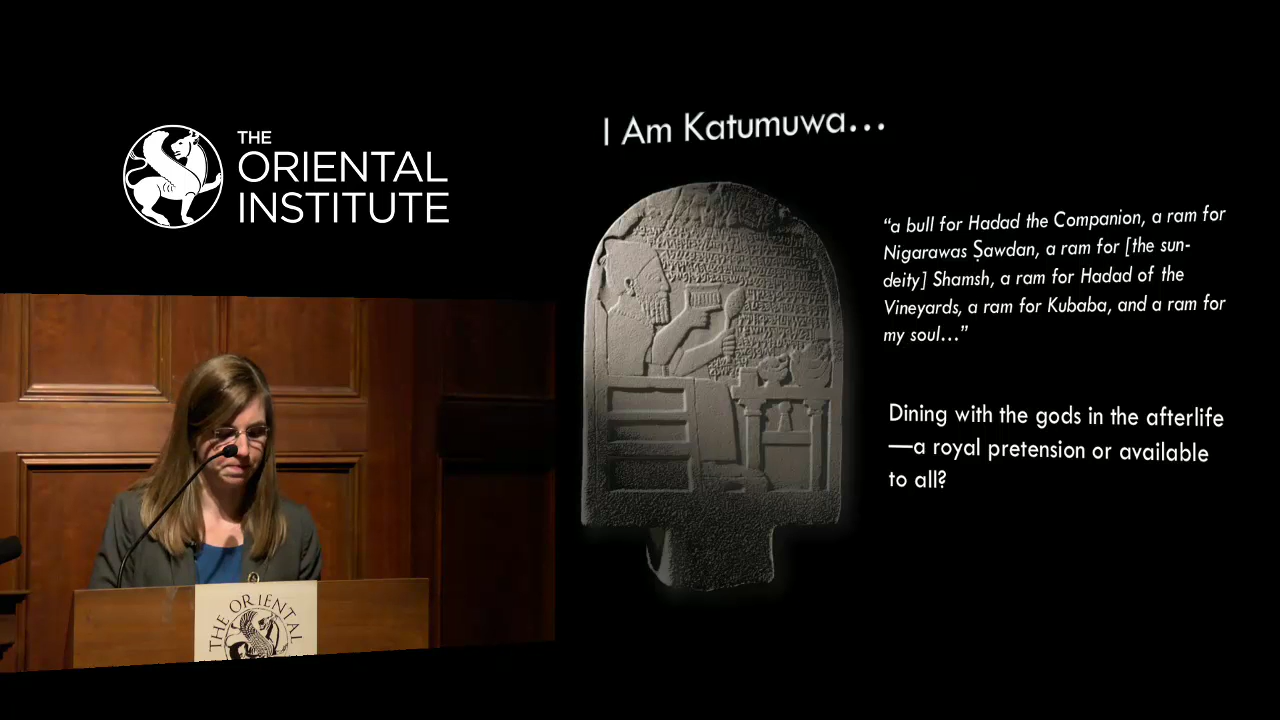 THE
ORIENTAL
INSTITUTE
I Am Katumuwa...
“a bull for Hadad the Companion, a ram for
Nigarawas Ṣawdan, a ram for [the sun-
deity] Shamsh, a ram for Hadad of the
Vineyards, a ram for Kubaba, and a ram for
my soul...”
Dining with the gods in the afterlife
—a royal pretension or available
to all?
THE ORIENTAL